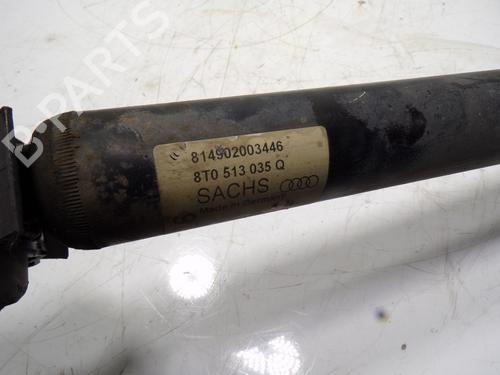 B-PARTS
814902003446
8T0 513 035 Q
SACHS
Made in Germany